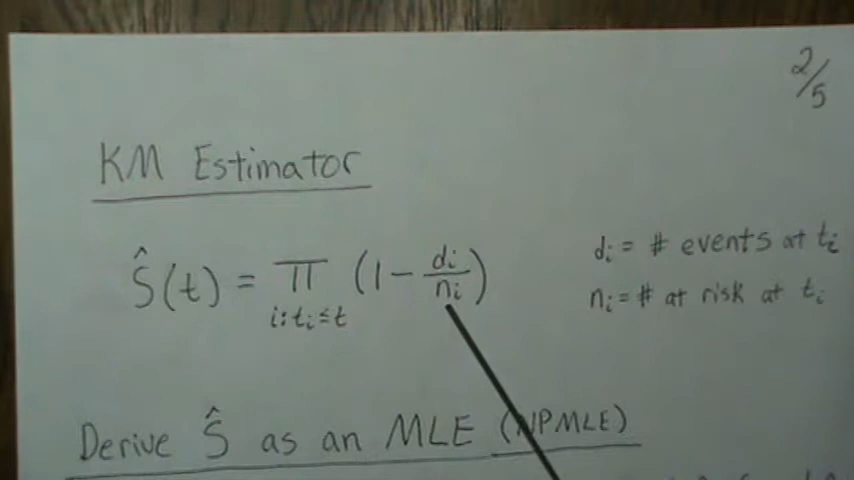 2/5
KM Estimator
Ŝ(t) = Π (1 - di/ni)
i: ti ≤ t
di = # events at ti
ni = # at risk at ti
Derive Ŝ as an MLE (NPMLE)